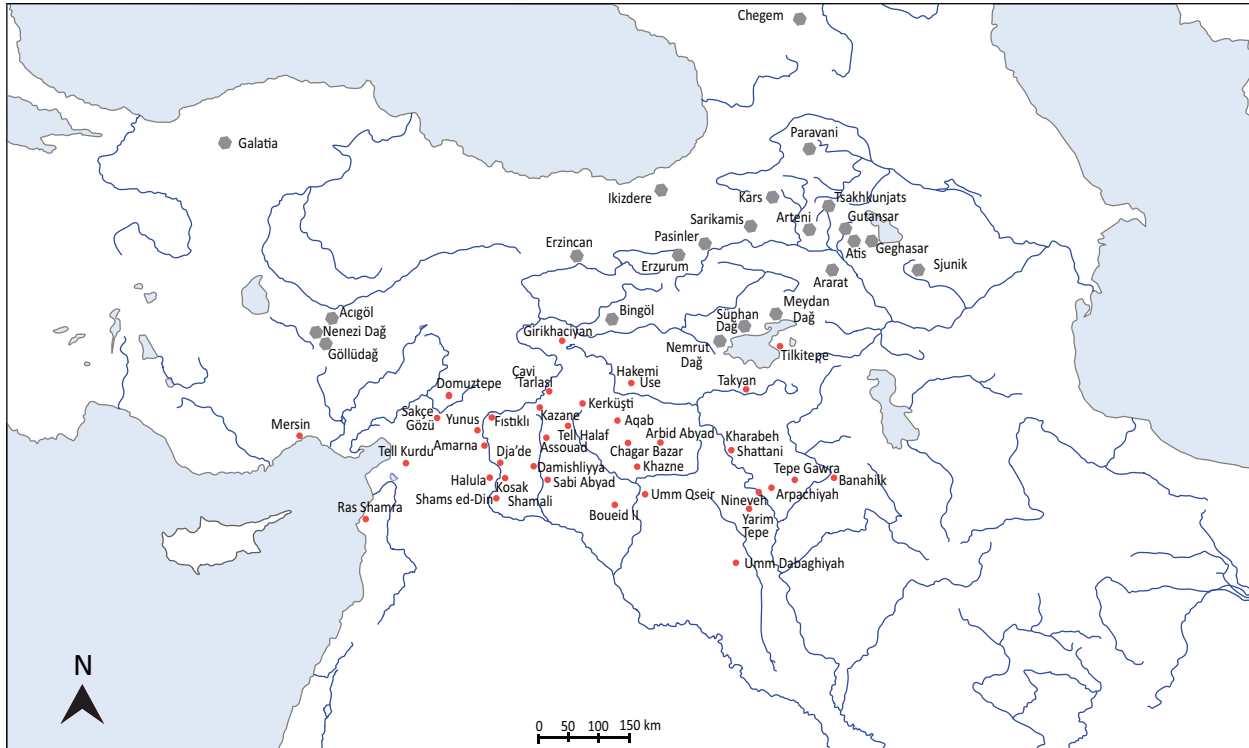 Chegem
Paravani
Galatia
Ikizdere
Kars
Tsakhkunjats
Sarikamis
Arteni
Gutansar
Pasinler
Erzincan
Atis
Geghasar
Erzurum
Sjunik
Ararat
Acıgöl
Bingöl
Meydan
Dağ
Süphan
Dağ
Nenezi Dağ
Girikhaciyan
Göllüdağ
Nemrut
Dağ
Tilkitepe
Çavi
Tarlası
Hakemi
Use
Takyan
Domuztepe
Kerküşti
Sakçe
Gözü
Yunus
Fıstıklı
Kazane
Aqab
Mersin
Tell Halaf
Arbid Abyad
Kharabeh
Shattani
Amarna
Assouad
Chagar Bazar
Tell Kurdu
Dja'de
Damishliyya
Khazne
Tepe Gawra
Halula
Kosak
Shamali
Sabi Abyad
Banahilk
Shams ed-Din
Umm Qseir
Nineveh
Arpachiyah
Ras Shamra
Boueid II
Yarim
Tepe
Umm Dabaghiyah
N
0 50 100 150 km